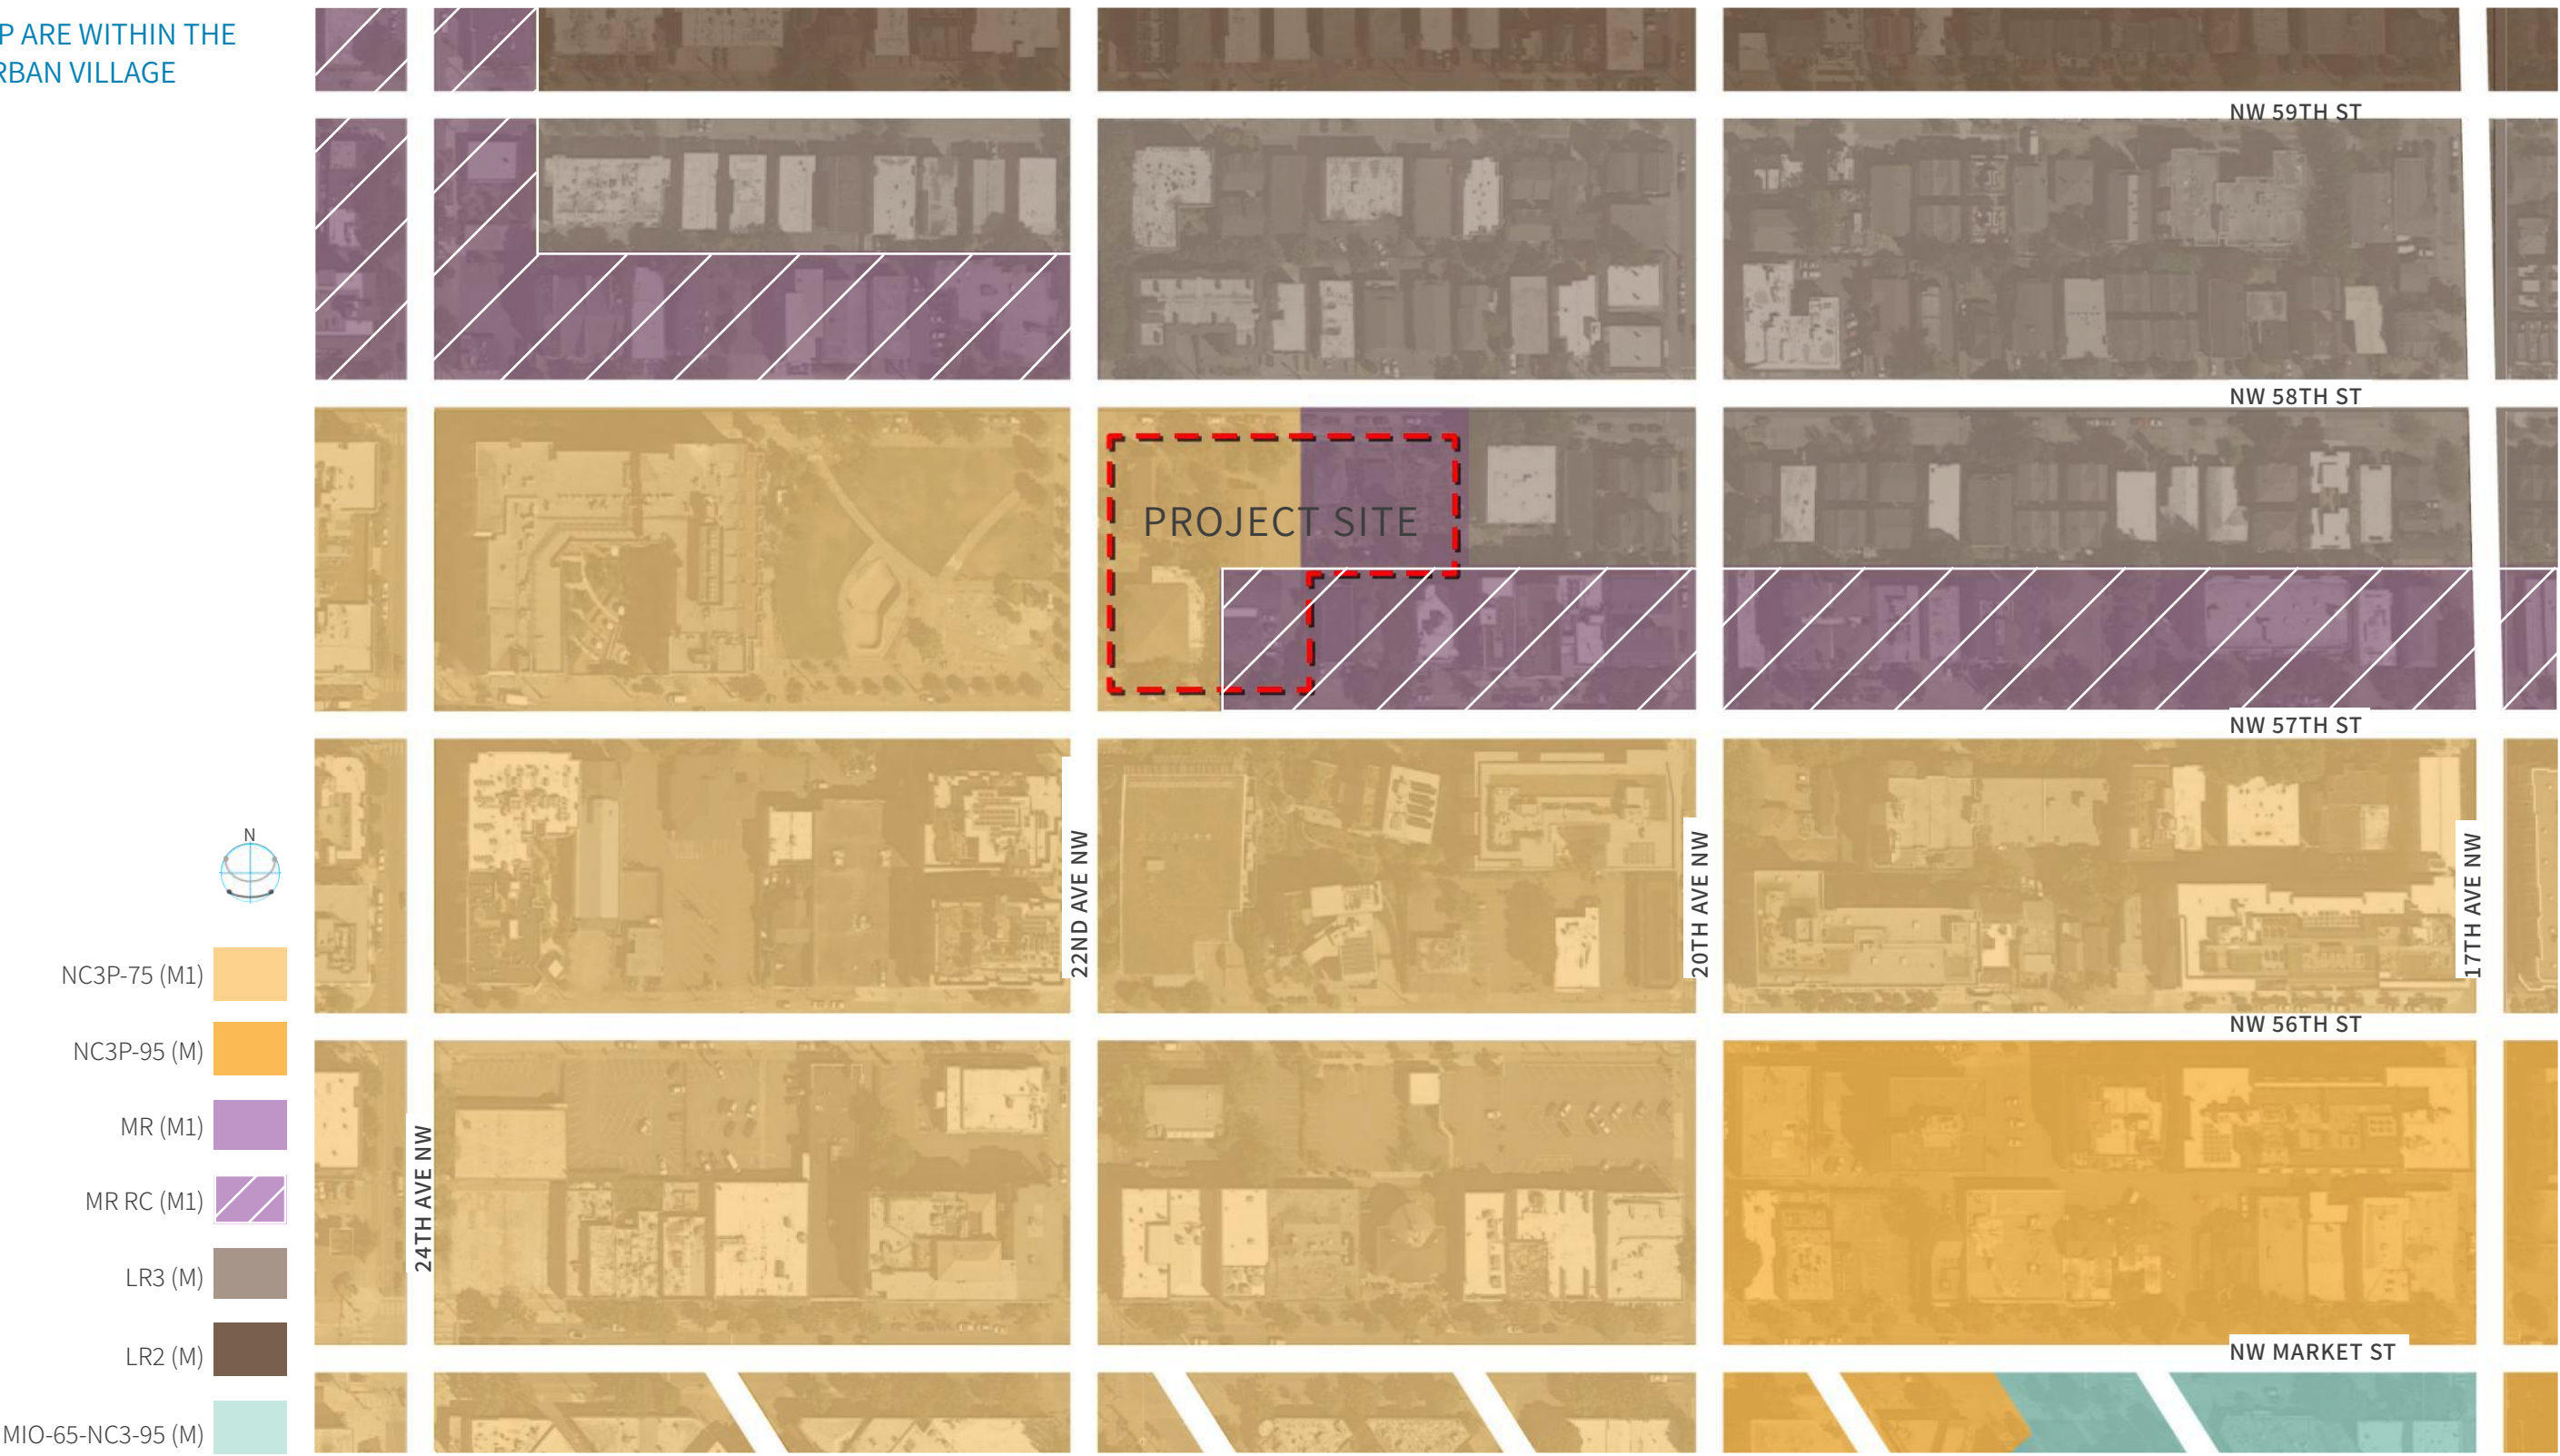 P ARE WITHIN THE
RBAN VILLAGE
NW 59TH ST
NW 58TH ST
PROJECT SITE
NW 57TH ST
22ND AVE NW
20TH AVE NW
17TH AVE NW
N
NC3P-75 (M1)
NC3P-95 (M)
MR (M1)
MR RC (M1)
LR3 (M)
LR2 (M)
MIO-65-NC3-95 (M)
NW 56TH ST
24TH AVE NW
NW MARKET ST